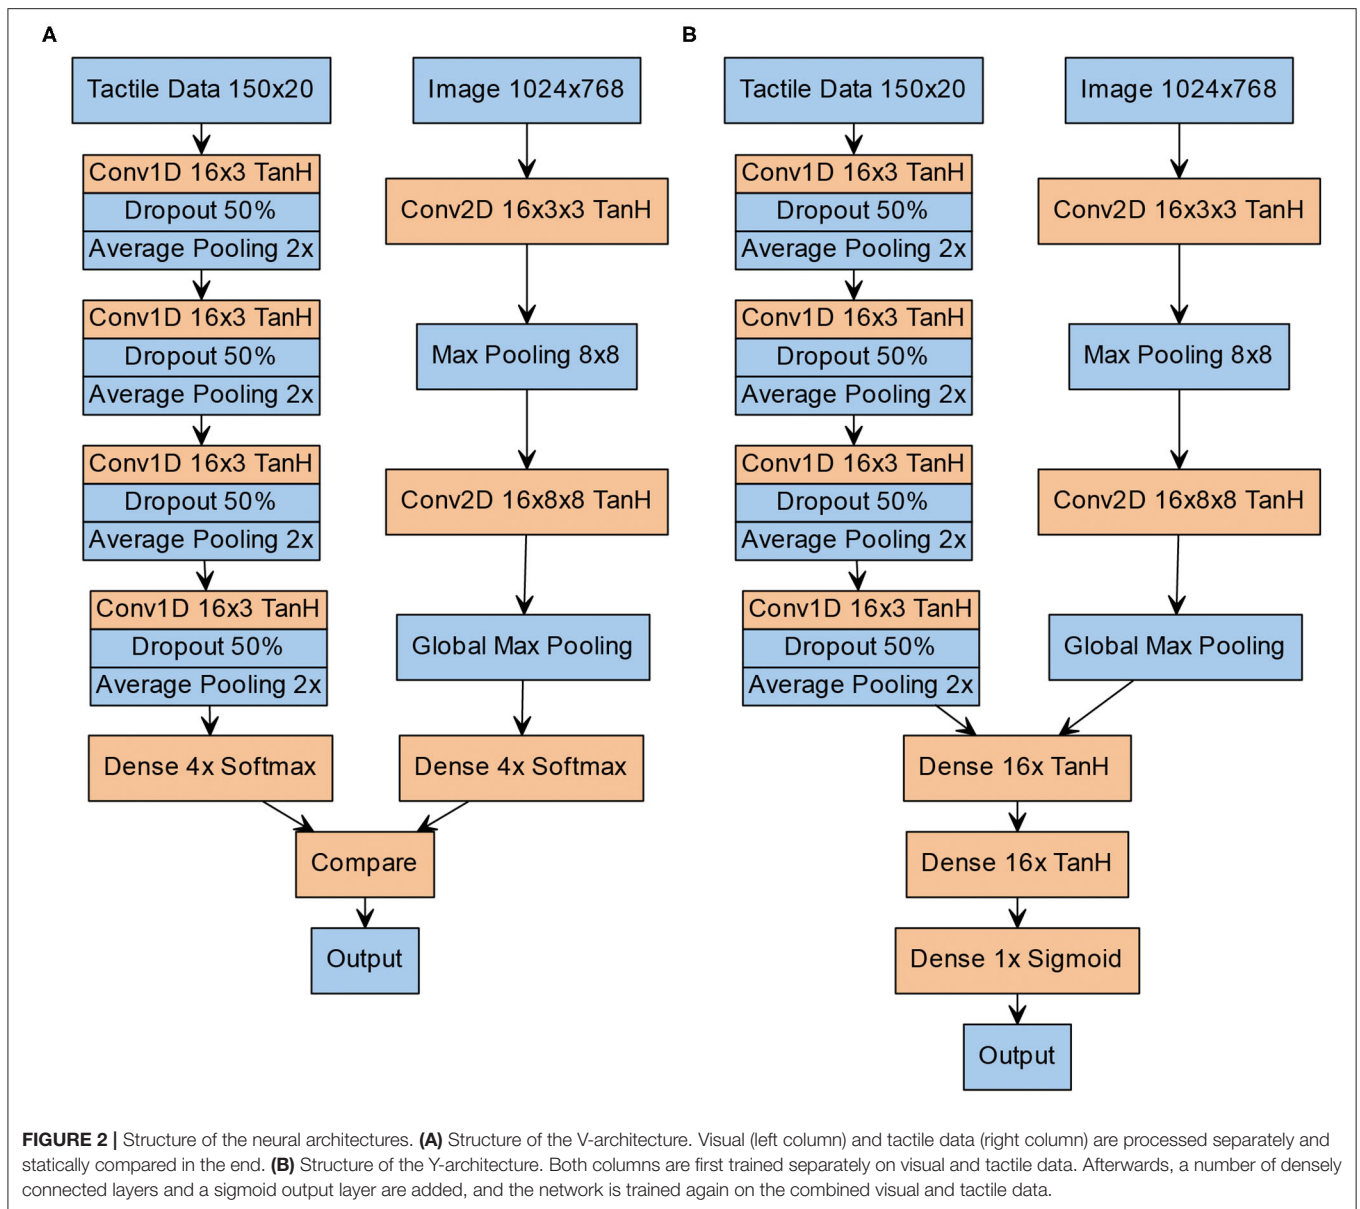 A
Tactile Data 150x20
Image 1024x768
Conv1D 16x3 TanH
Dropout 50%
Average Pooling 2x
Conv2D 16x3x3 TanH
Conv1D 16x3 TanH
Dropout 50%
Average Pooling 2x
Max Pooling 8x8
Conv1D 16x3 TanH
Dropout 50%
Average Pooling 2x
Conv2D 16x8x8 TanH
Conv1D 16x3 TanH
Dropout 50%
Average Pooling 2x
Global Max Pooling
Dense 4x Softmax
Dense 4x Softmax
Compare
Output
B
Tactile Data 150x20
Image 1024x768
Conv1D 16x3 TanH
Dropout 50%
Average Pooling 2x
Conv2D 16x3x3 TanH
Conv1D 16x3 TanH
Dropout 50%
Average Pooling 2x
Max Pooling 8x8
Conv1D 16x3 TanH
Dropout 50%
Average Pooling 2x
Conv2D 16x8x8 TanH
Conv1D 16x3 TanH
Dropout 50%
Average Pooling 2x
Global Max Pooling
Dense 16x TanH
Dense 16x TanH
Dense 1x Sigmoid
Output
FIGURE 2 | Structure of the neural architectures. (A) Structure of the V-architecture. Visual (left column) and tactile data (right column) are processed separately and
statically compared in the end. (B) Structure of the Y-architecture. Both columns are first trained separately on visual and tactile data. Afterwards, a number of densely
connected layers and a sigmoid output layer are added, and the network is trained again on the combined visual and tactile data.